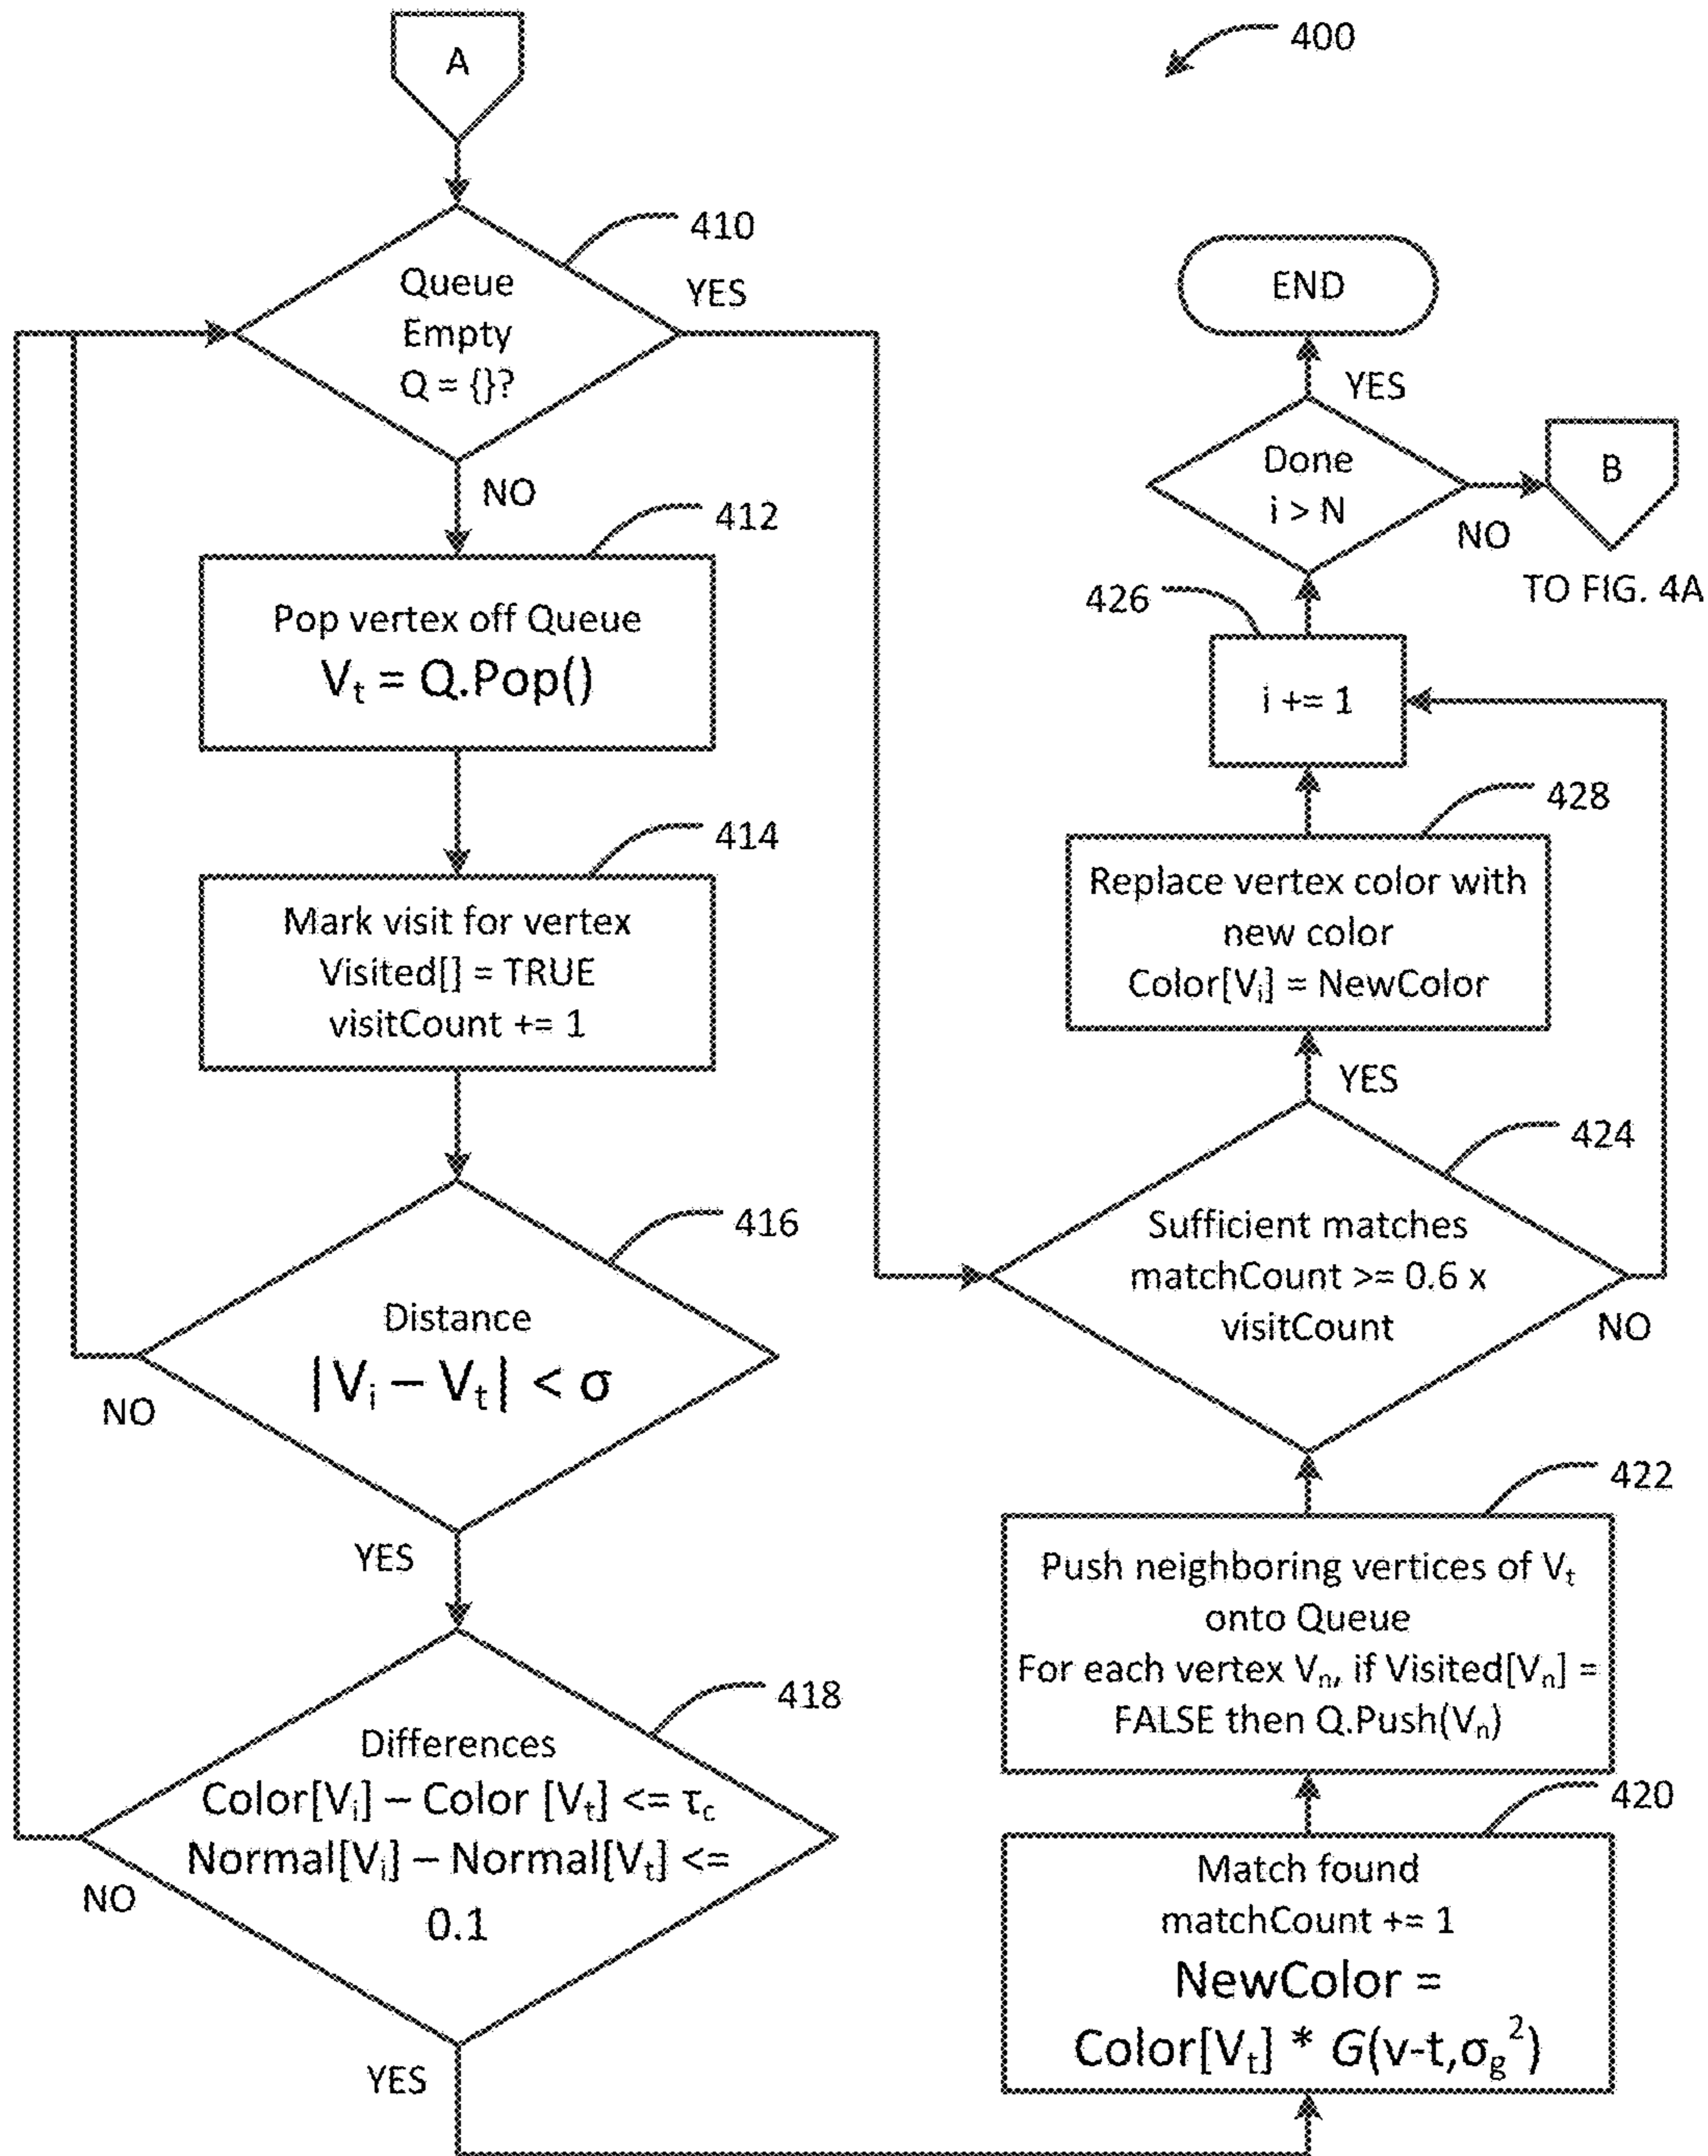 A
400
410
Queue
Empty
Q = {}?
YES
NO
412
Pop vertex off Queue
Vₜ = Q.Pop()
414
Mark visit for vertex
Visited[] = TRUE
visitCount += 1
416
Distance
|Vᵢ – Vₜ| < σ
NO
YES
418
Differences
Color[Vᵢ] – Color [Vₜ] <= τ_c
Normal[Vᵢ] – Normal[Vₜ] <=
0.1
NO
YES
END
YES
Done
i > N
NO
B
TO FIG. 4A
426
i += 1
428
Replace vertex color with
new color
Color[Vᵢ] = NewColor
YES
424
Sufficient matches
matchCount >= 0.6 x
visitCount
NO
422
Push neighboring vertices of Vₜ
onto Queue
For each vertex Vₙ, if Visited[Vₙ] =
FALSE then Q.Push(Vₙ)
420
Match found
matchCount += 1
NewColor =
Color[Vₜ] * G(v-t,σ_g²)